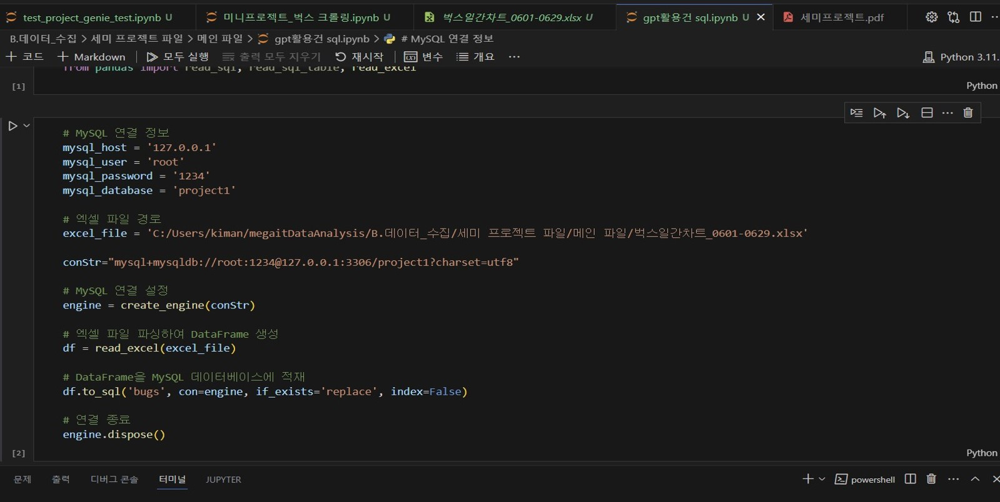 test_project_genie_test.ipynb U
미니프로젝트_벅스 크롤링.ipynb U
벅스일간차트_0601-0629.xlsx U
gpt활용건 sql.ipynb U
세미프로젝트.pdf
B.데이터_수집 > 세미 프로젝트 파일 > 메인 파일 > gpt활용건 sql.ipynb > # MySQL 연결 정보
+ 코드 + Markdown 모두 실행 출력 모두 지우기 재시작 변수 개요 ···
Python 3.11.
from pandas import read_sql, read_sql_table, read_excel
[1]
Python
# MySQL 연결 정보
mysql_host = '127.0.0.1'
mysql_user = 'root'
mysql_password = '1234'
mysql_database = 'project1'
# 엑셀 파일 경로
excel_file = 'C:/Users/kiman/megaitDataAnalysis/B.데이터_수집/세미 프로젝트 파일/메인 파일/벅스일간차트_0601-0629.xlsx'
conStr="mysql+mysqldb://root:1234@127.0.0.1:3306/project1?charset=utf8"
# MySQL 연결 설정
engine = create_engine(conStr)
# 엑셀 파일 파싱하여 DataFrame 생성
df = read_excel(excel_file)
# DataFrame을 MySQL 데이터베이스에 적재
df.to_sql('bugs', con=engine, if_exists='replace', index=False)
# 연결 종료
engine.dispose()
[2]
Python
문제 출력 디버그 콘솔 터미널 JUPYTER
powershell